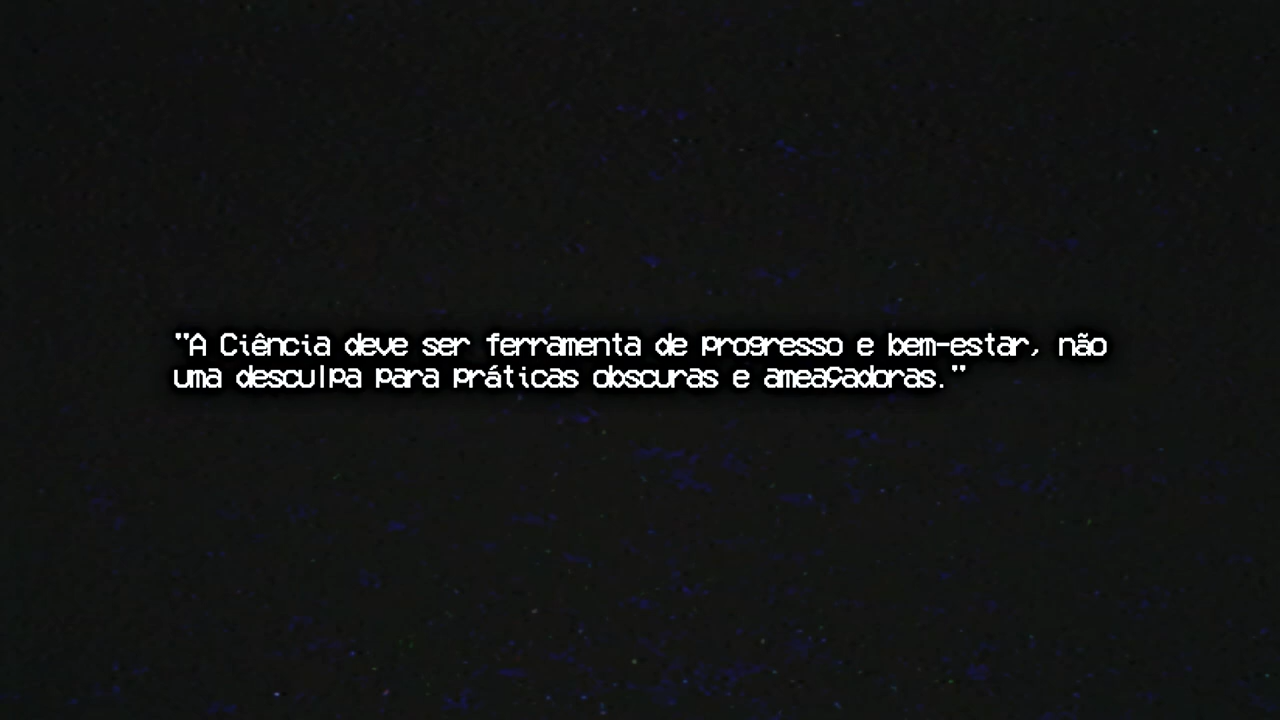 "A Ciência deve ser ferramenta de progresso e bem-estar, não
uma desculpa para práticas obscuras e ameaçadoras."